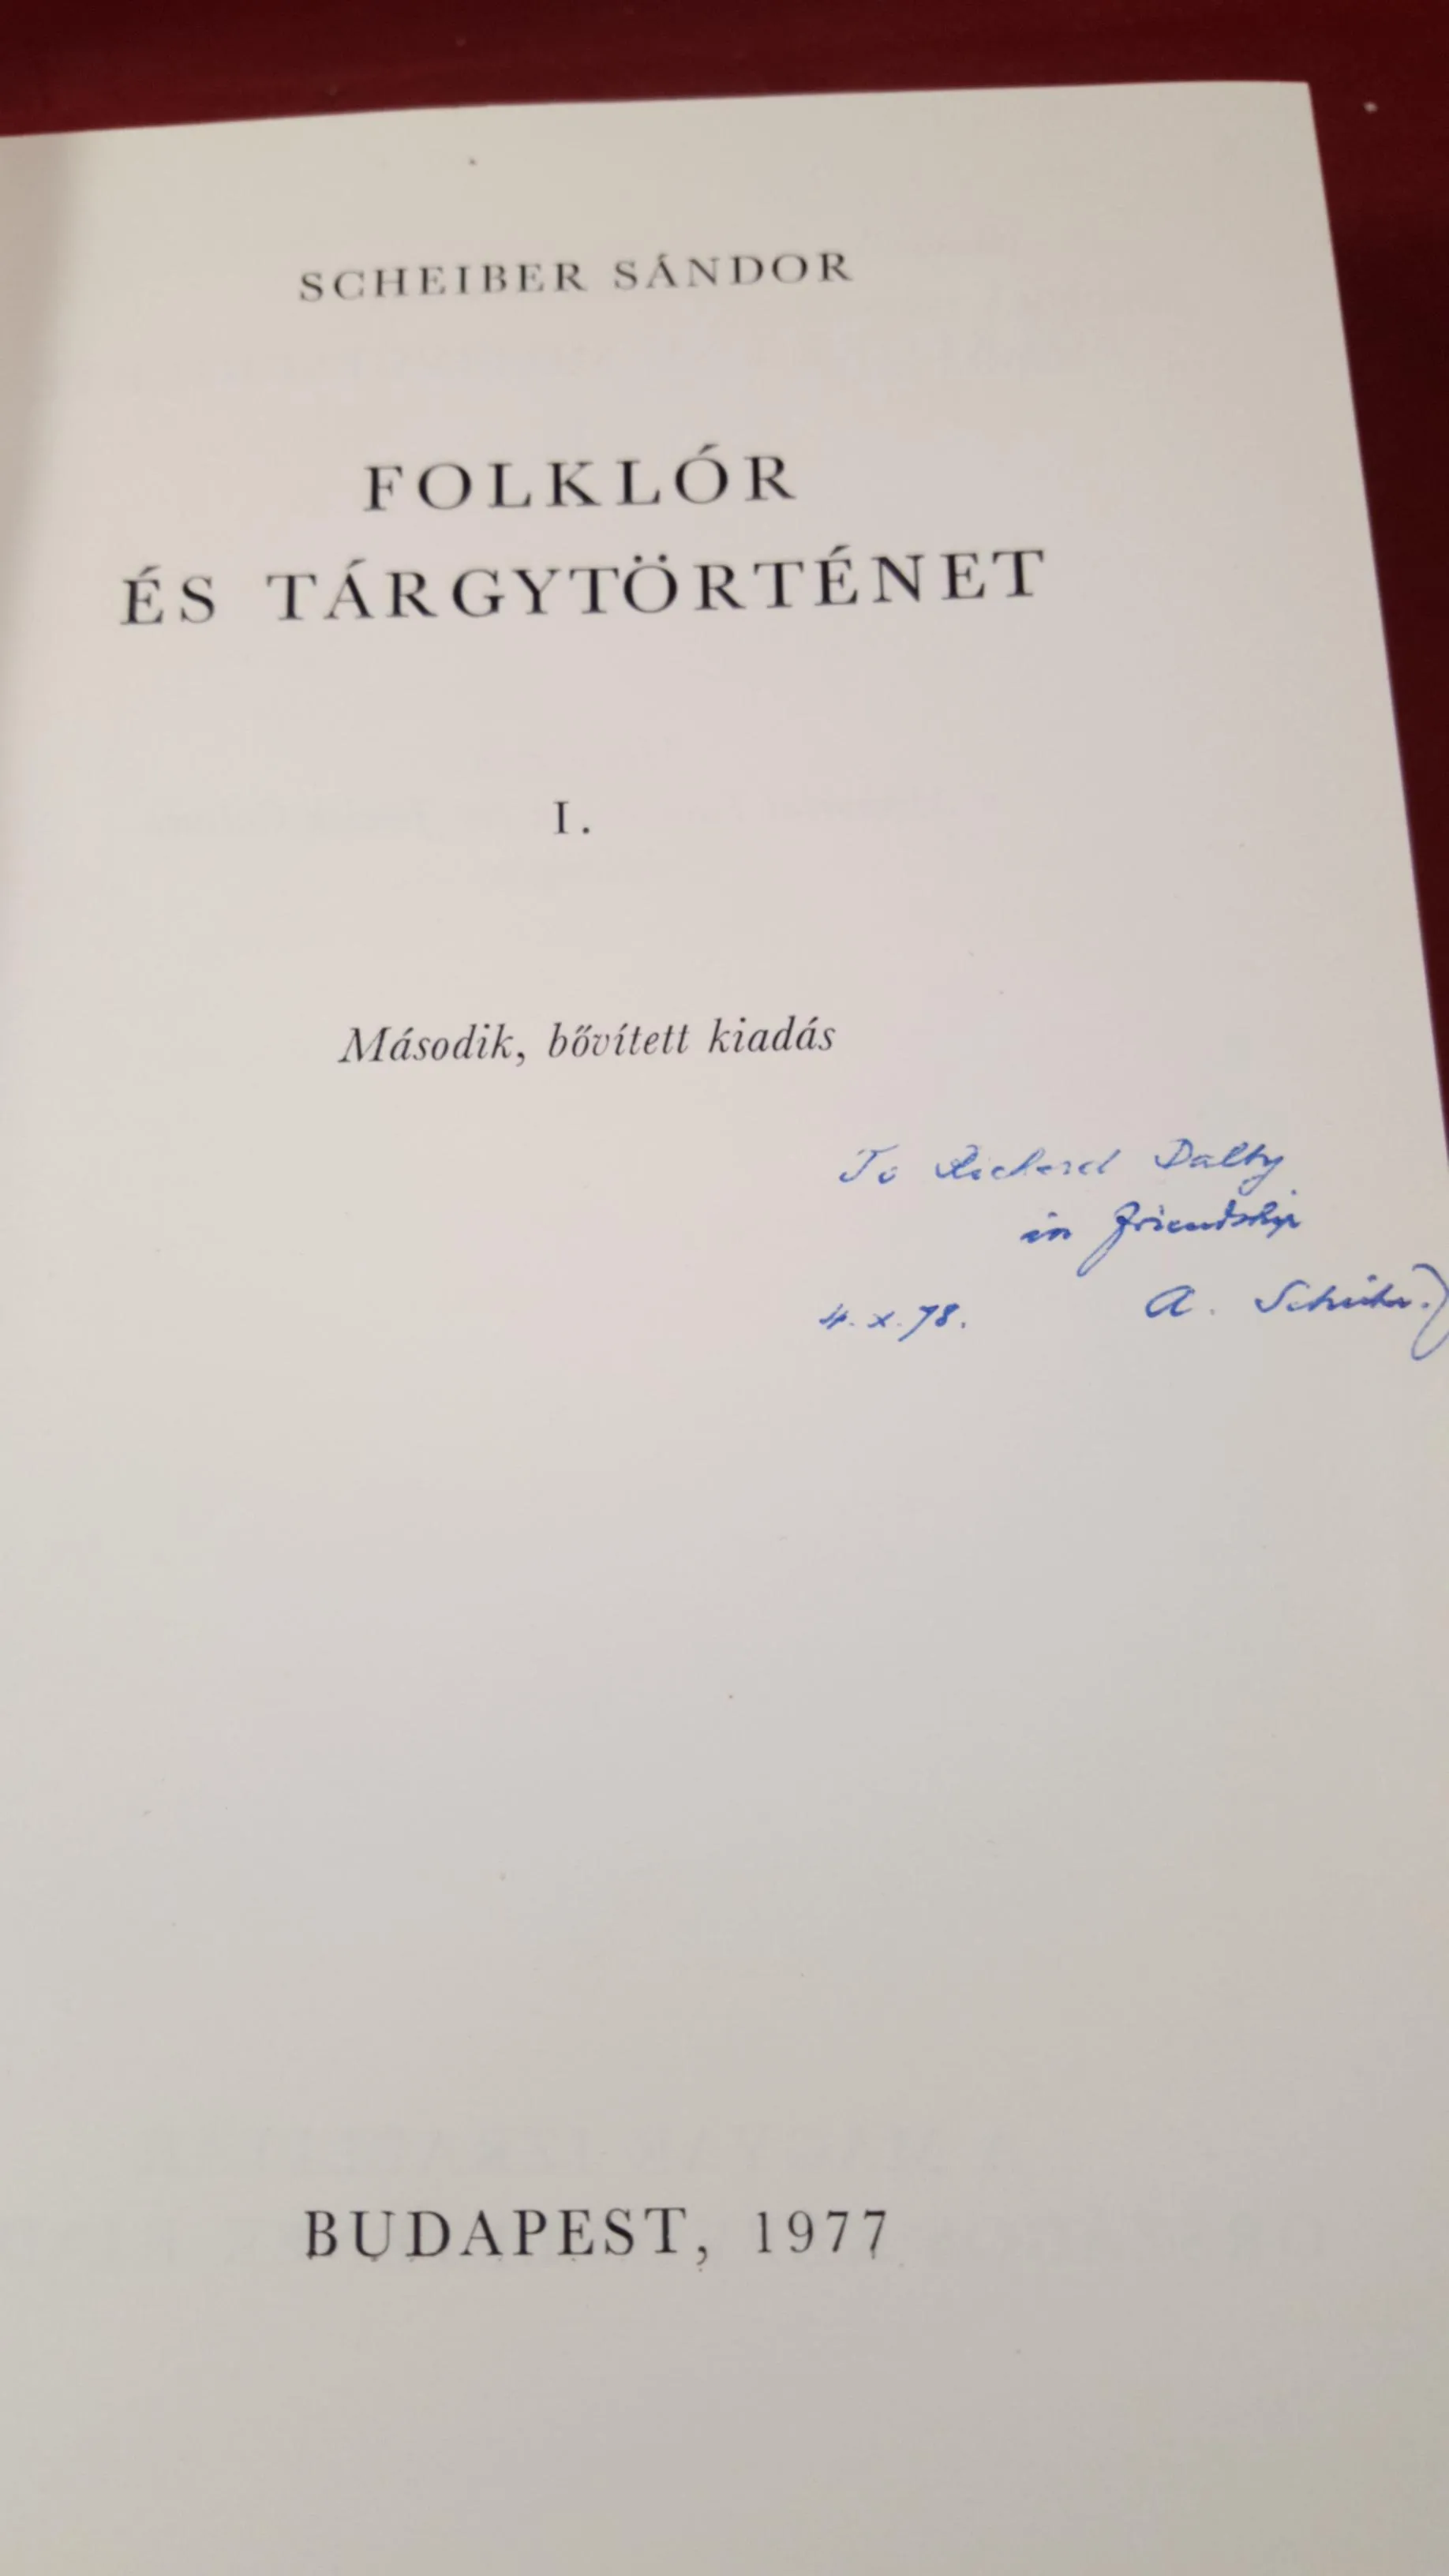 SCHEIBER SÁNDOR
FOLKLÓR
ÉS TÁRGYTÖRTÉNET
I.
Második, bővített kiadás
To Richard Dalby
in friendship
4. X. 78. A. Scheiber
BUDAPEST, 1977